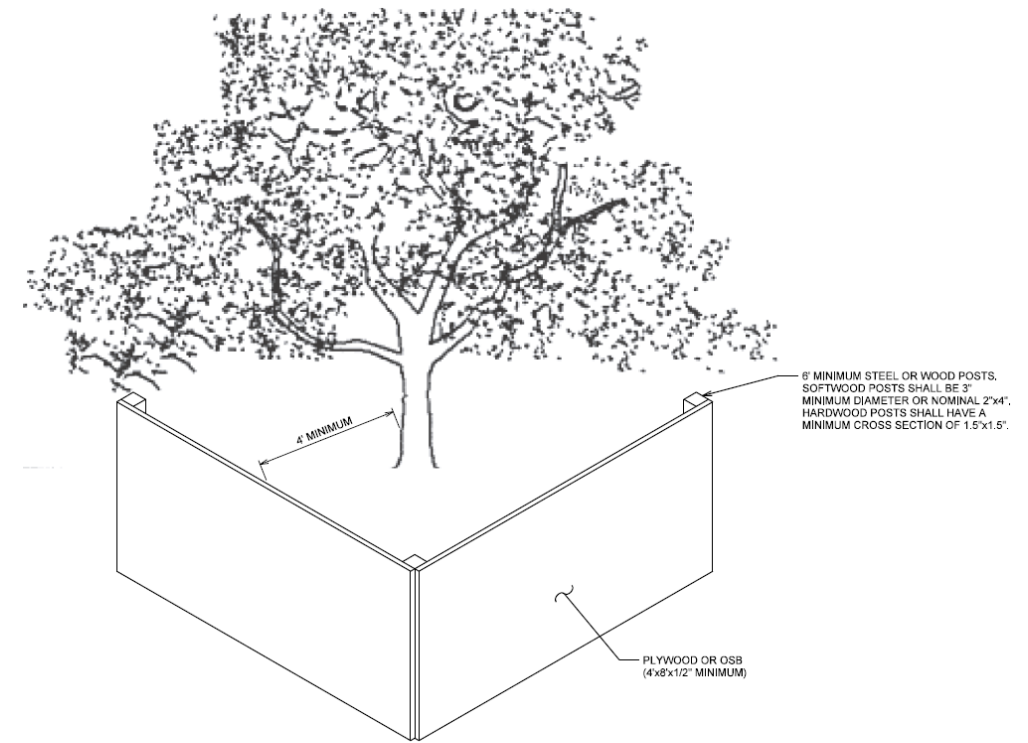 6' MINIMUM STEEL OR WOOD POSTS,
SOFTWOOD POSTS SHALL BE 3"
MINIMUM DIAMETER OR NOMINAL 2"x4",
HARDWOOD POSTS SHALL HAVE A
MINIMUM CROSS SECTION OF 1.5"x1.5".
4' MINIMUM
PLYWOOD OR OSB
(4'x8'x1/2" MINIMUM)